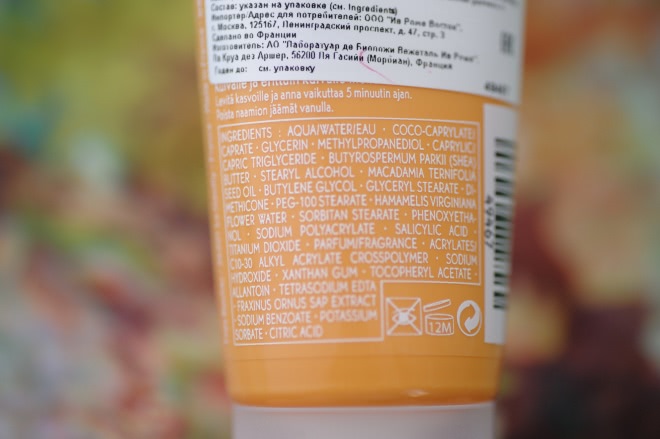 Состав: указан на упаковке (см. Ingredients)
Импортер/Адрес для потребителей: ООО "Ив Роше Восток",
г. Москва, 125167, Ленинградский проспект, д. 47, стр. 3
Сделано во Франции
Изготовитель: АО "Лаборатуар де Биоложи Вежеталь Ив Роше",
Ла Круа дез Аршер, 56200 Ля Гасийи (Морбиан), Франция
Годен до: см. упаковку
Levitä kasvoille ja anna vaikuttaa 5 minuutin ajan.
Poista naamion jäämät vanulla.
INGREDIENTS : AQUA/WATER/EAU · COCO-CAPRYLATE/
CAPRATE · GLYCERIN · METHYLPROPANEDIOL · CAPRYLIC/
CAPRIC TRIGLYCERIDE · BUTYROSPERMUM PARKII (SHEA)
BUTTER · STEARYL ALCOHOL · MACADAMIA TERNIFOLIA
SEED OIL · BUTYLENE GLYCOL · GLYCERYL STEARATE · DI-
METHICONE · PEG-100 STEARATE · HAMAMELIS VIRGINIANA
FLOWER WATER · SORBITAN STEARATE · PHENOXYETHA-
NOL · SODIUM POLYACRYLATE · SALICYLIC ACID ·
TITANIUM DIOXIDE · PARFUM/FRAGRANCE · ACRYLATES/
C10-30 ALKYL ACRYLATE CROSSPOLYMER · SODIUM
HYDROXIDE · XANTHAN GUM · TOCOPHERYL ACETATE ·
ALLANTOIN · TETRASODIUM EDTA
· FRAXINUS ORNUS SAP EXTRACT
· SODIUM BENZOATE · POTASSIUM
SORBATE · CITRIC ACID
12M
49407